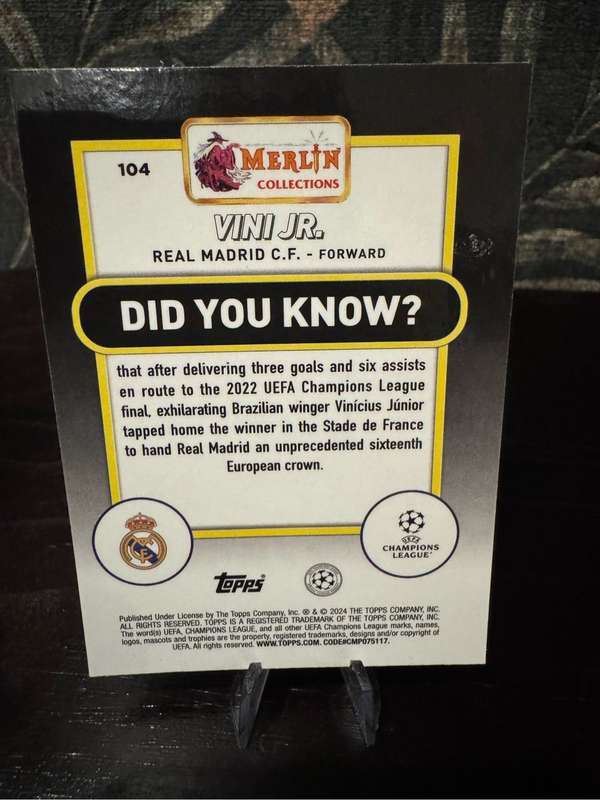 104
MERLIN
COLLECTIONS
VINI JR.
REAL MADRID C.F. - FORWARD
DID YOU KNOW?
that after delivering three goals and six assists
en route to the 2022 UEFA Champions League
final, exhilarating Brazilian winger Vinícius Júnior
tapped home the winner in the Stade de France
to hand Real Madrid an unprecedented sixteenth
European crown.
UEFA
CHAMPIONS
LEAGUE
topps
Published Under License by The Topps Company, Inc. ® & © 2024 THE TOPPS COMPANY, INC.
ALL RIGHTS RESERVED. TOPPS IS A REGISTERED TRADEMARK OF THE TOPPS COMPANY, INC.
The word(s) UEFA, CHAMPIONS LEAGUE, and all other UEFA Champions League marks, names,
logos, mascots and trophies are the property, registered trademarks, designs and/or copyright of
UEFA. All rights reserved. WWW.TOPPS.COM. CODE#CMP075117.